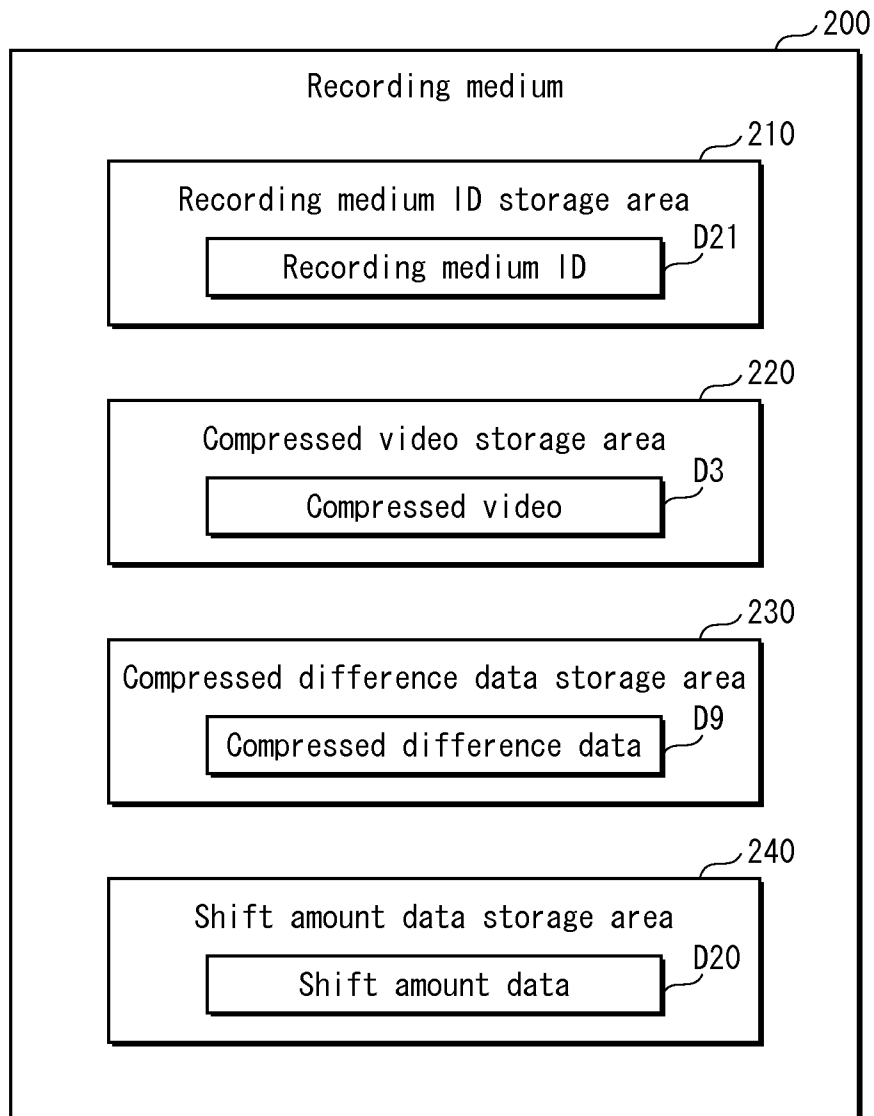 200
Recording medium
210
Recording medium ID storage area
D21
Recording medium ID
220
Compressed video storage area
D3
Compressed video
230
Compressed difference data storage area
D9
Compressed difference data
240
Shift amount data storage area
D20
Shift amount data